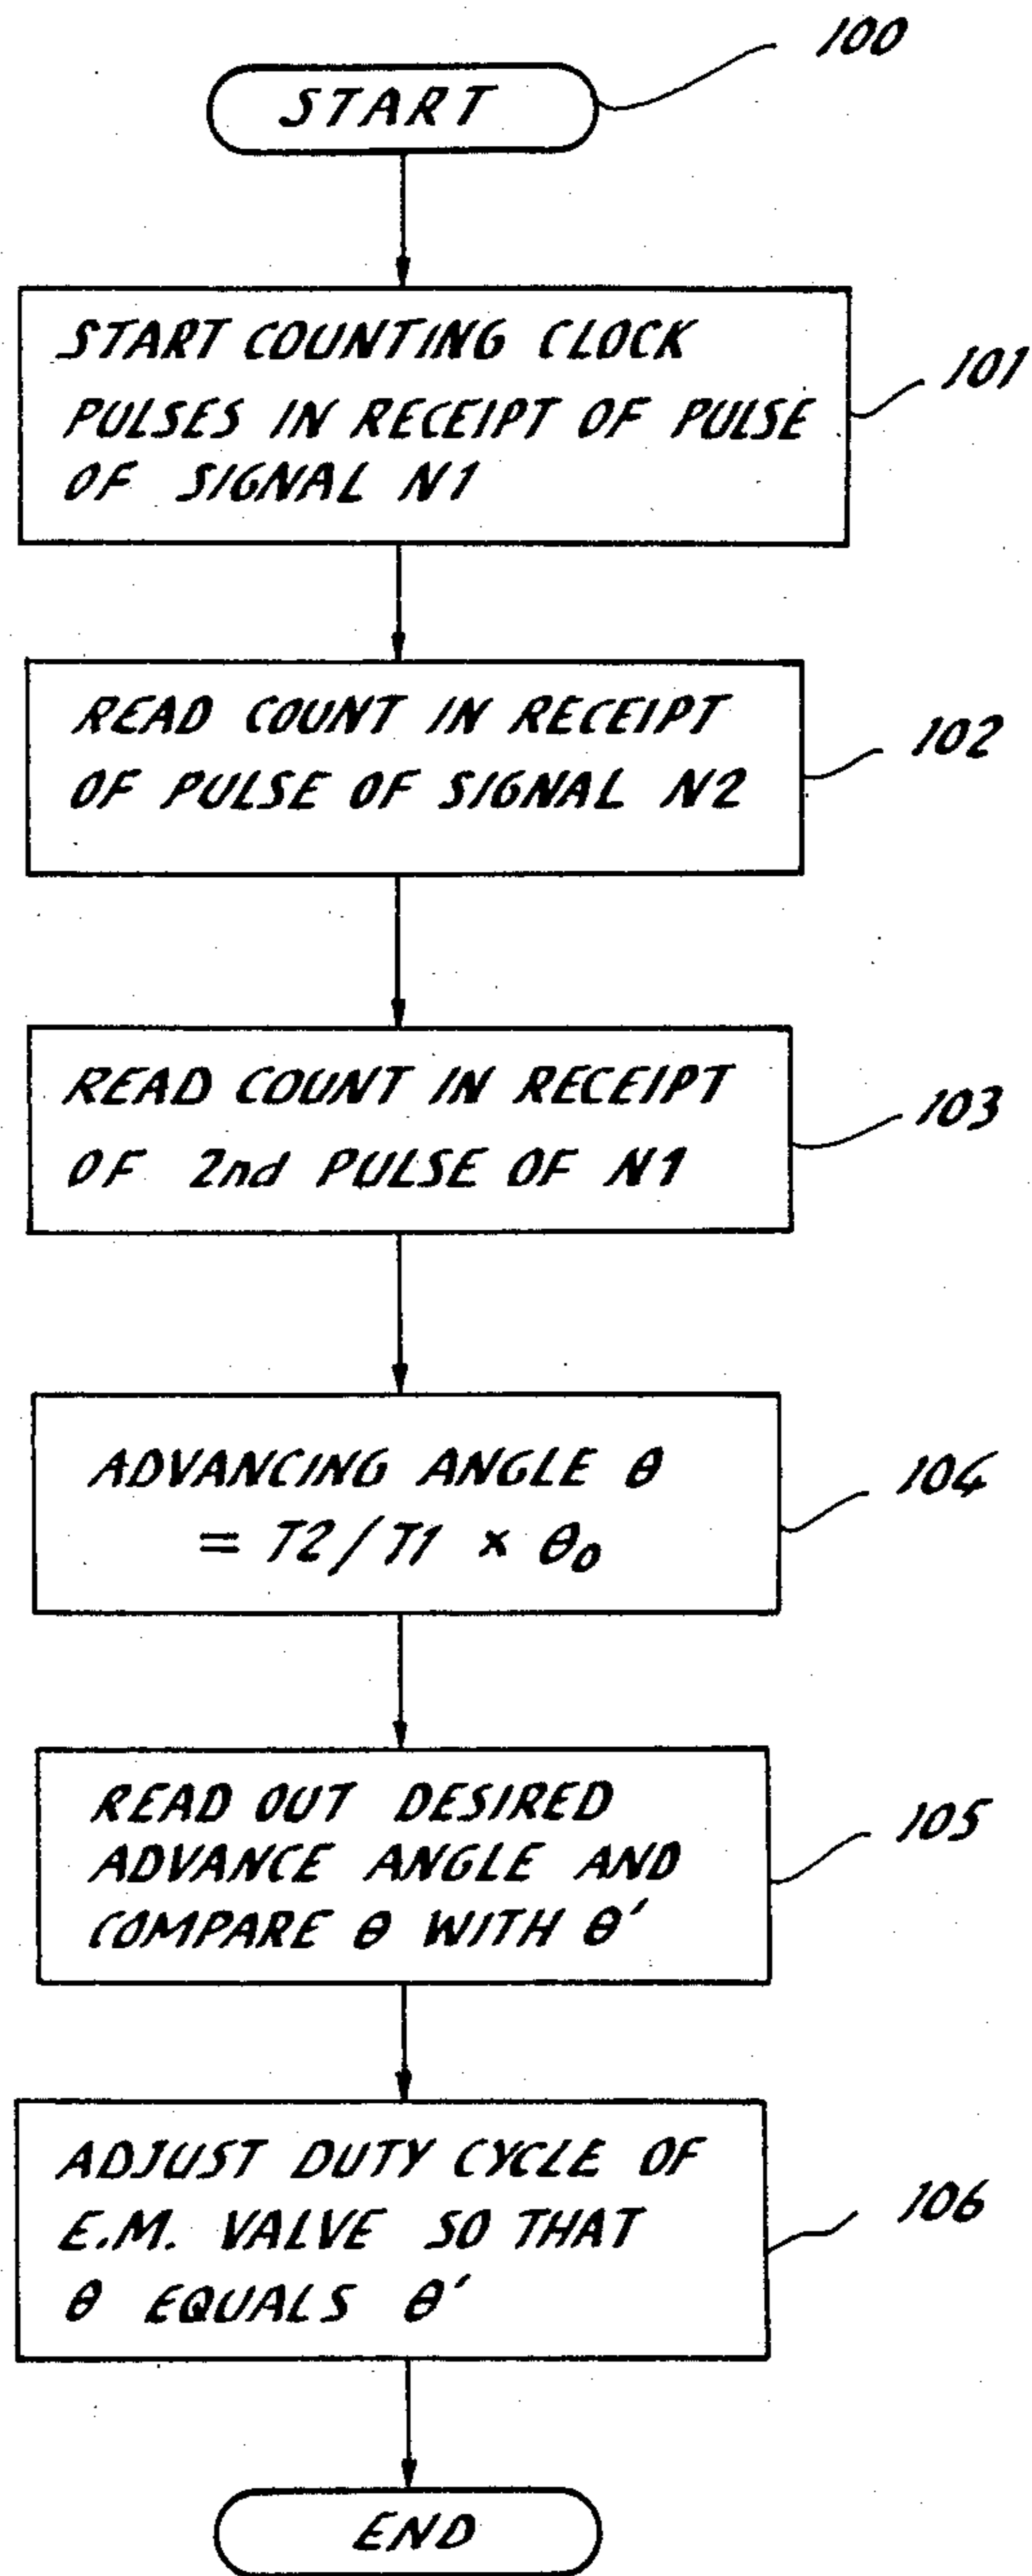 100
START
START COUNTING CLOCK
PULSES IN RECEIPT OF PULSE
OF SIGNAL N1
101
READ COUNT IN RECEIPT
OF PULSE OF SIGNAL N2
102
READ COUNT IN RECEIPT
OF 2nd PULSE OF N1
103
ADVANCING ANGLE θ
= T2/T1 × θ₀
104
READ OUT DESIRED
ADVANCE ANGLE AND
COMPARE θ WITH θ'
105
ADJUST DUTY CYCLE OF
E.M. VALVE SO THAT
θ EQUALS θ'
106
END